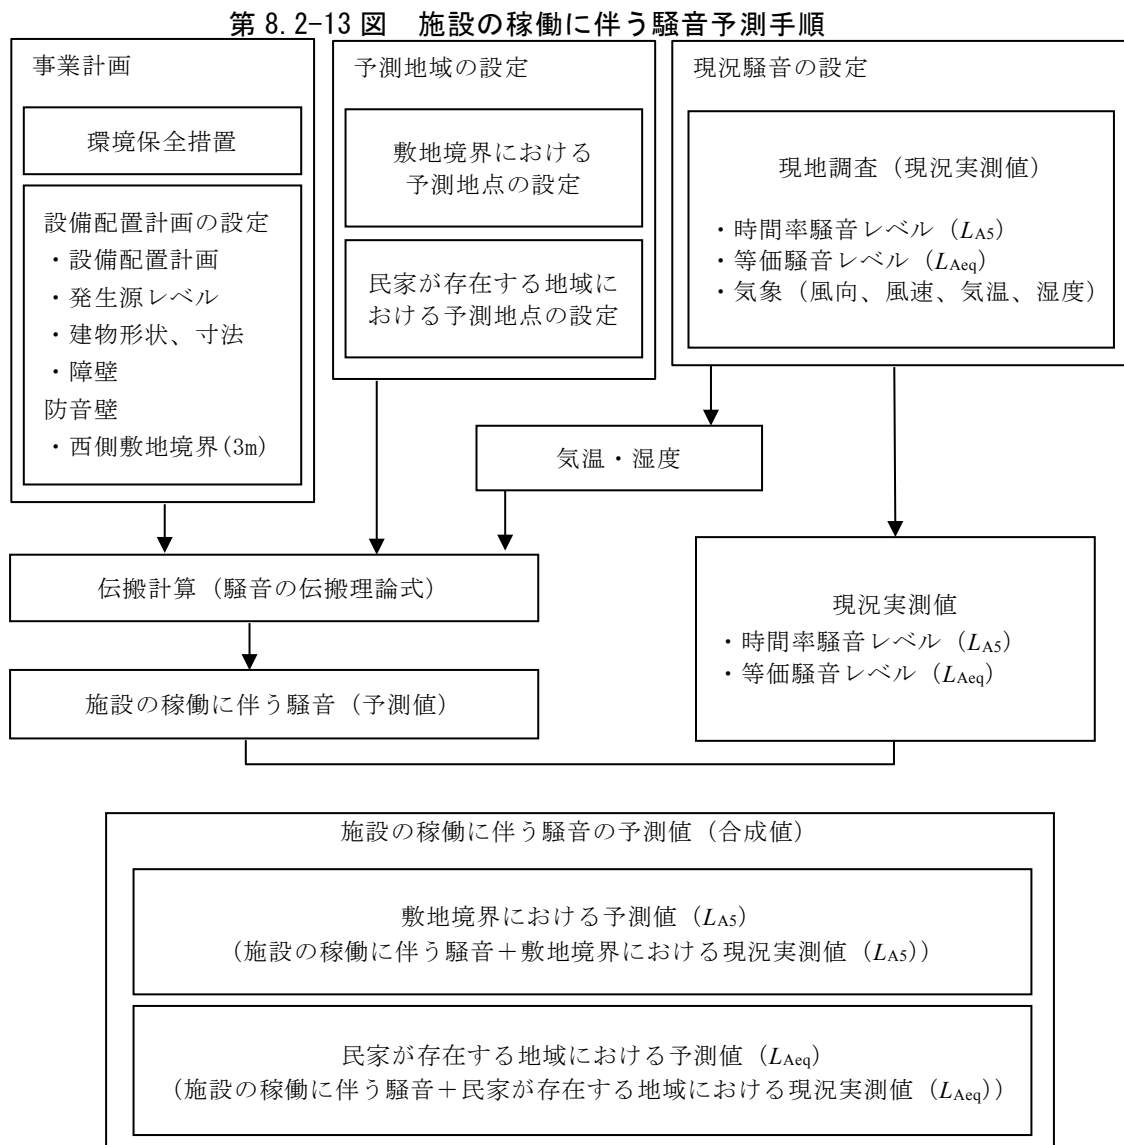 第 8.2-13 図　施設の稼働に伴う騒音予測手順
事業計画
環境保全措置
設備配置計画の設定
・設備配置計画
・発生源レベル
・建物形状、寸法
・障壁
防音壁
・西側敷地境界(3m)
予測地域の設定
敷地境界における
予測地点の設定
民家が存在する地域に
おける予測地点の設定
現況騒音の設定
現地調査（現況実測値）
・時間率騒音レベル（LA5）
・等価騒音レベル（LAeq）
・気象（風向、風速、気温、湿度）
気温・湿度
伝搬計算（騒音の伝搬理論式）
施設の稼働に伴う騒音（予測値）
現況実測値
・時間率騒音レベル（LA5）
・等価騒音レベル（LAeq）
施設の稼働に伴う騒音の予測値（合成値）
敷地境界における予測値（LA5）
（施設の稼働に伴う騒音＋敷地境界における現況実測値（LA5））
民家が存在する地域における予測値（LAeq）
（施設の稼働に伴う騒音＋民家が存在する地域における現況実測値（LAeq））